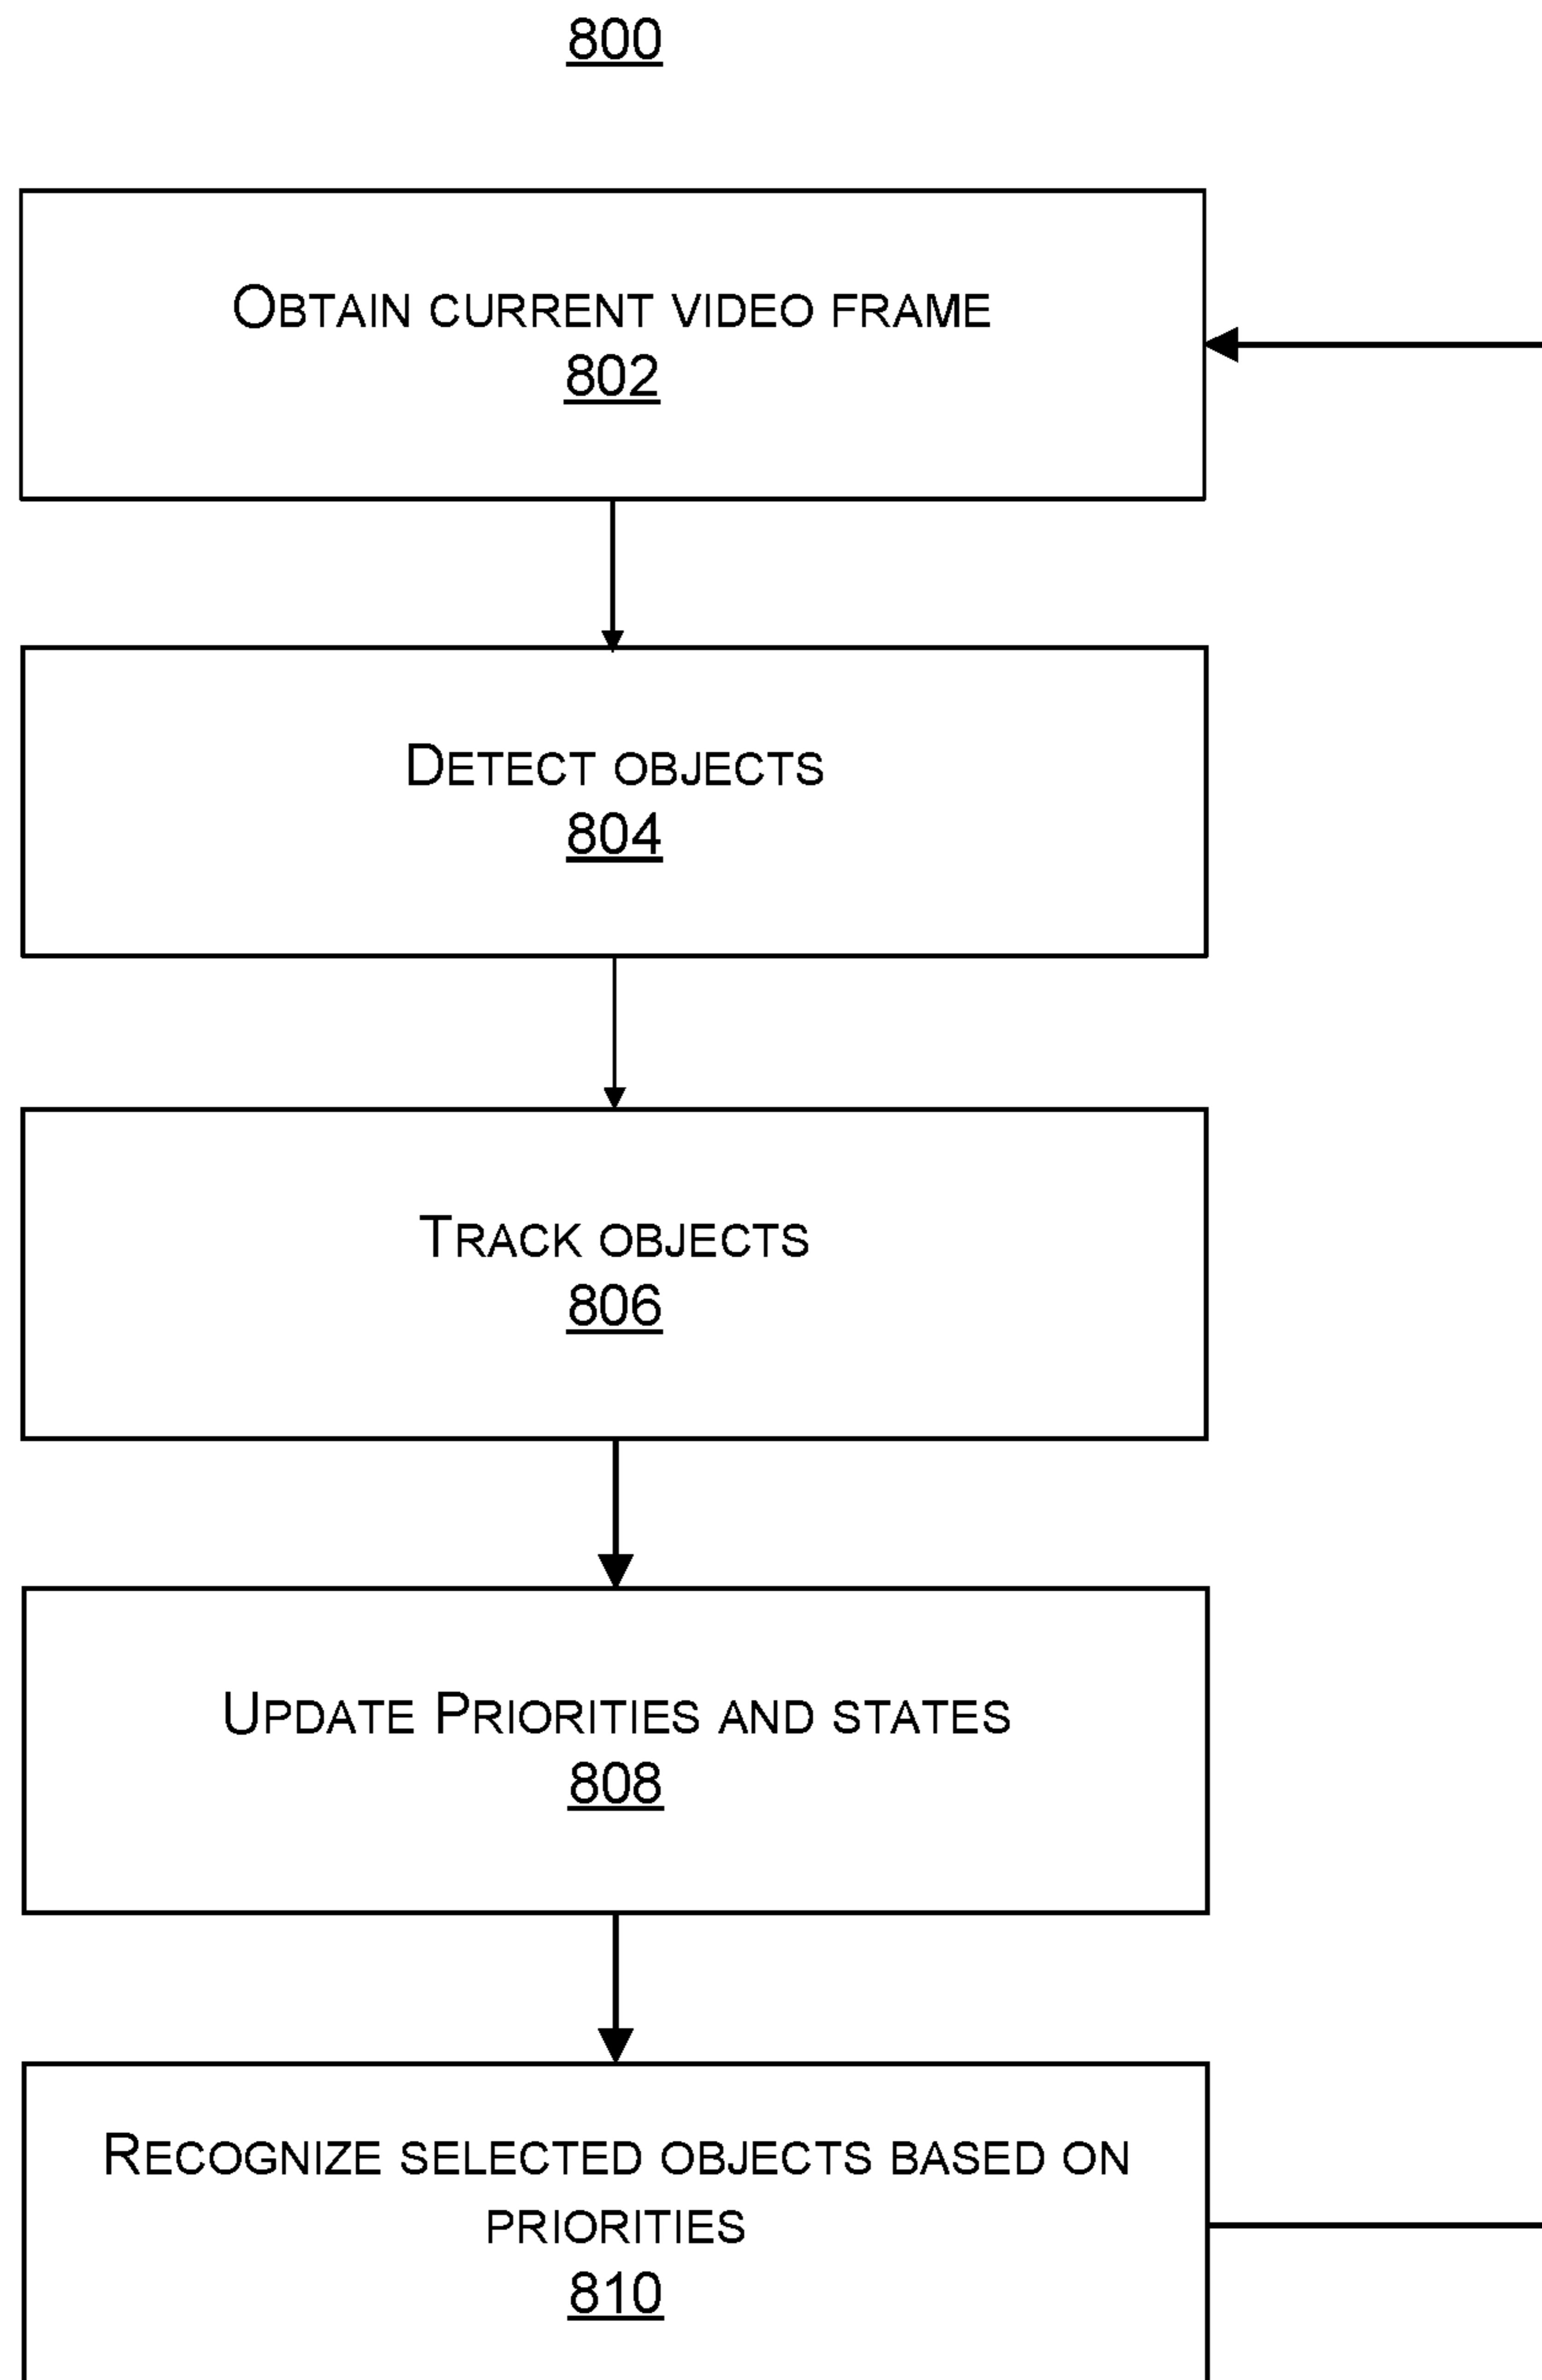 800
Obtain current video frame
802
Detect objects
804
Track objects
806
Update Priorities and states
808
Recognize selected objects based on
priorities
810